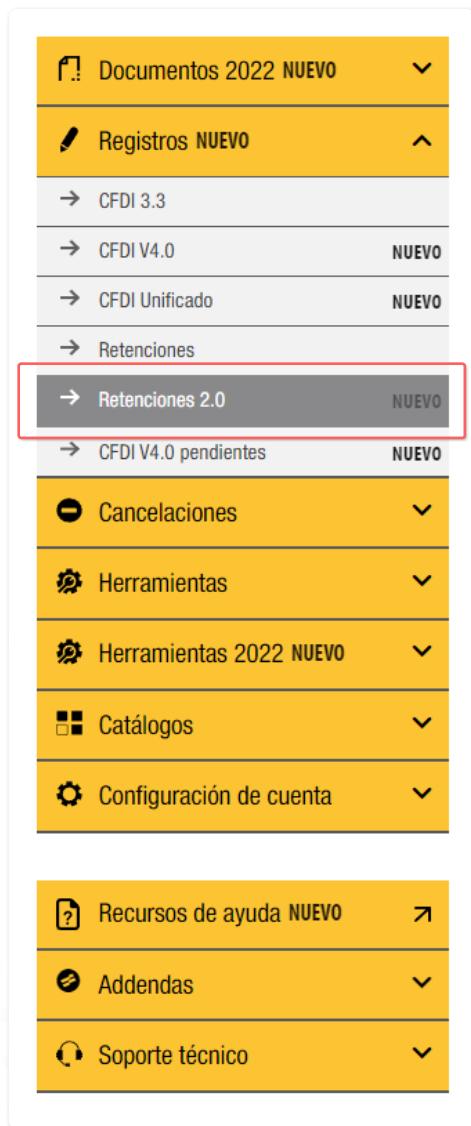 Documentos 2022 NUEVO
Registros NUEVO
CFDI 3.3
CFDI V4.0 NUEVO
CFDI Unificado NUEVO
Retenciones
Retenciones 2.0 NUEVO
CFDI V4.0 pendientes NUEVO
Cancelaciones
Herramientas
Herramientas 2022 NUEVO
Catálogos
Configuración de cuenta
Recursos de ayuda NUEVO
Addendas
Soporte técnico